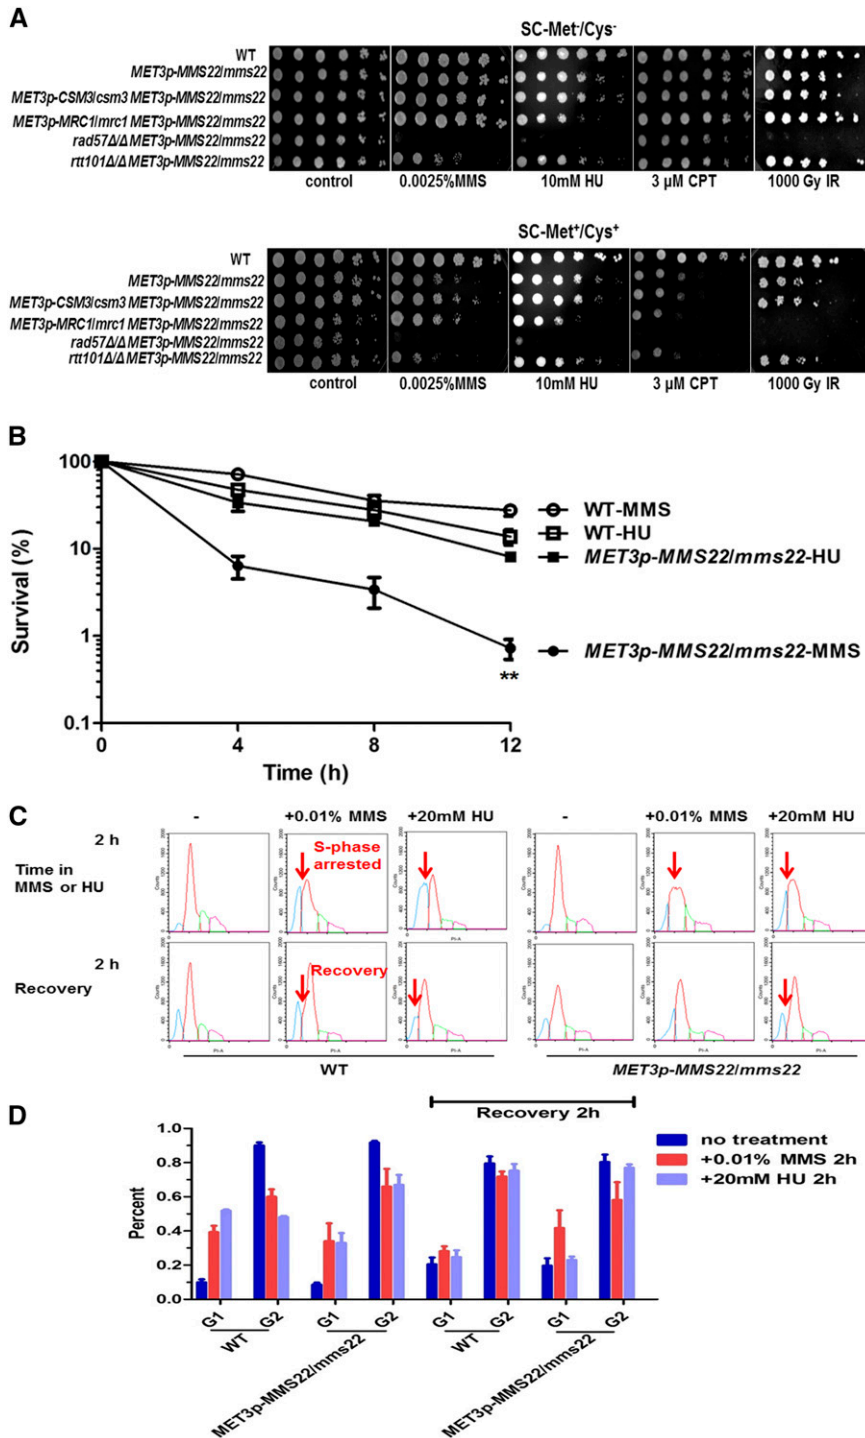 A
SC-Met-/Cys-
WT
MET3p-MMS22/mms22
MET3p-CSM3/csm3 MET3p-MMS22/mms22
MET3p-MRC1/mrc1 MET3p-MMS22/mms22
rad57Δ/Δ MET3p-MMS22/mms22
rtt101Δ/Δ MET3p-MMS22/mms22
control 0.0025%MMS 10mM HU 3 µM CPT 1000 Gy IR
SC-Met+/Cys+
WT
MET3p-MMS22/mms22
MET3p-CSM3/csm3 MET3p-MMS22/mms22
MET3p-MRC1/mrc1 MET3p-MMS22/mms22
rad57Δ/Δ MET3p-MMS22/mms22
rtt101Δ/Δ MET3p-MMS22/mms22
control 0.0025%MMS 10mM HU 3 µM CPT 1000 Gy IR
B
Survival (%)
100
10
1
0.1
0 4 8 12
Time (h)
WT-MMS
WT-HU
MET3p-MMS22/mms22-HU
MET3p-MMS22/mms22-MMS
**
C
- +0.01% MMS +20mM HU - +0.01% MMS +20mM HU
2 h
Time in
MMS or HU
S-phase
arrested
2 h
Recovery
Recovery
WT MET3p-MMS22/mms22
D
Recovery 2h
Percent
1.0
0.8
0.6
0.4
0.2
0.0
no treatment
+0.01% MMS 2h
+20mM HU 2h
G1 G2 G1 G2 G1 G2 G1 G2
WT MET3p-MMS22/mms22 WT MET3p-MMS22/mms22